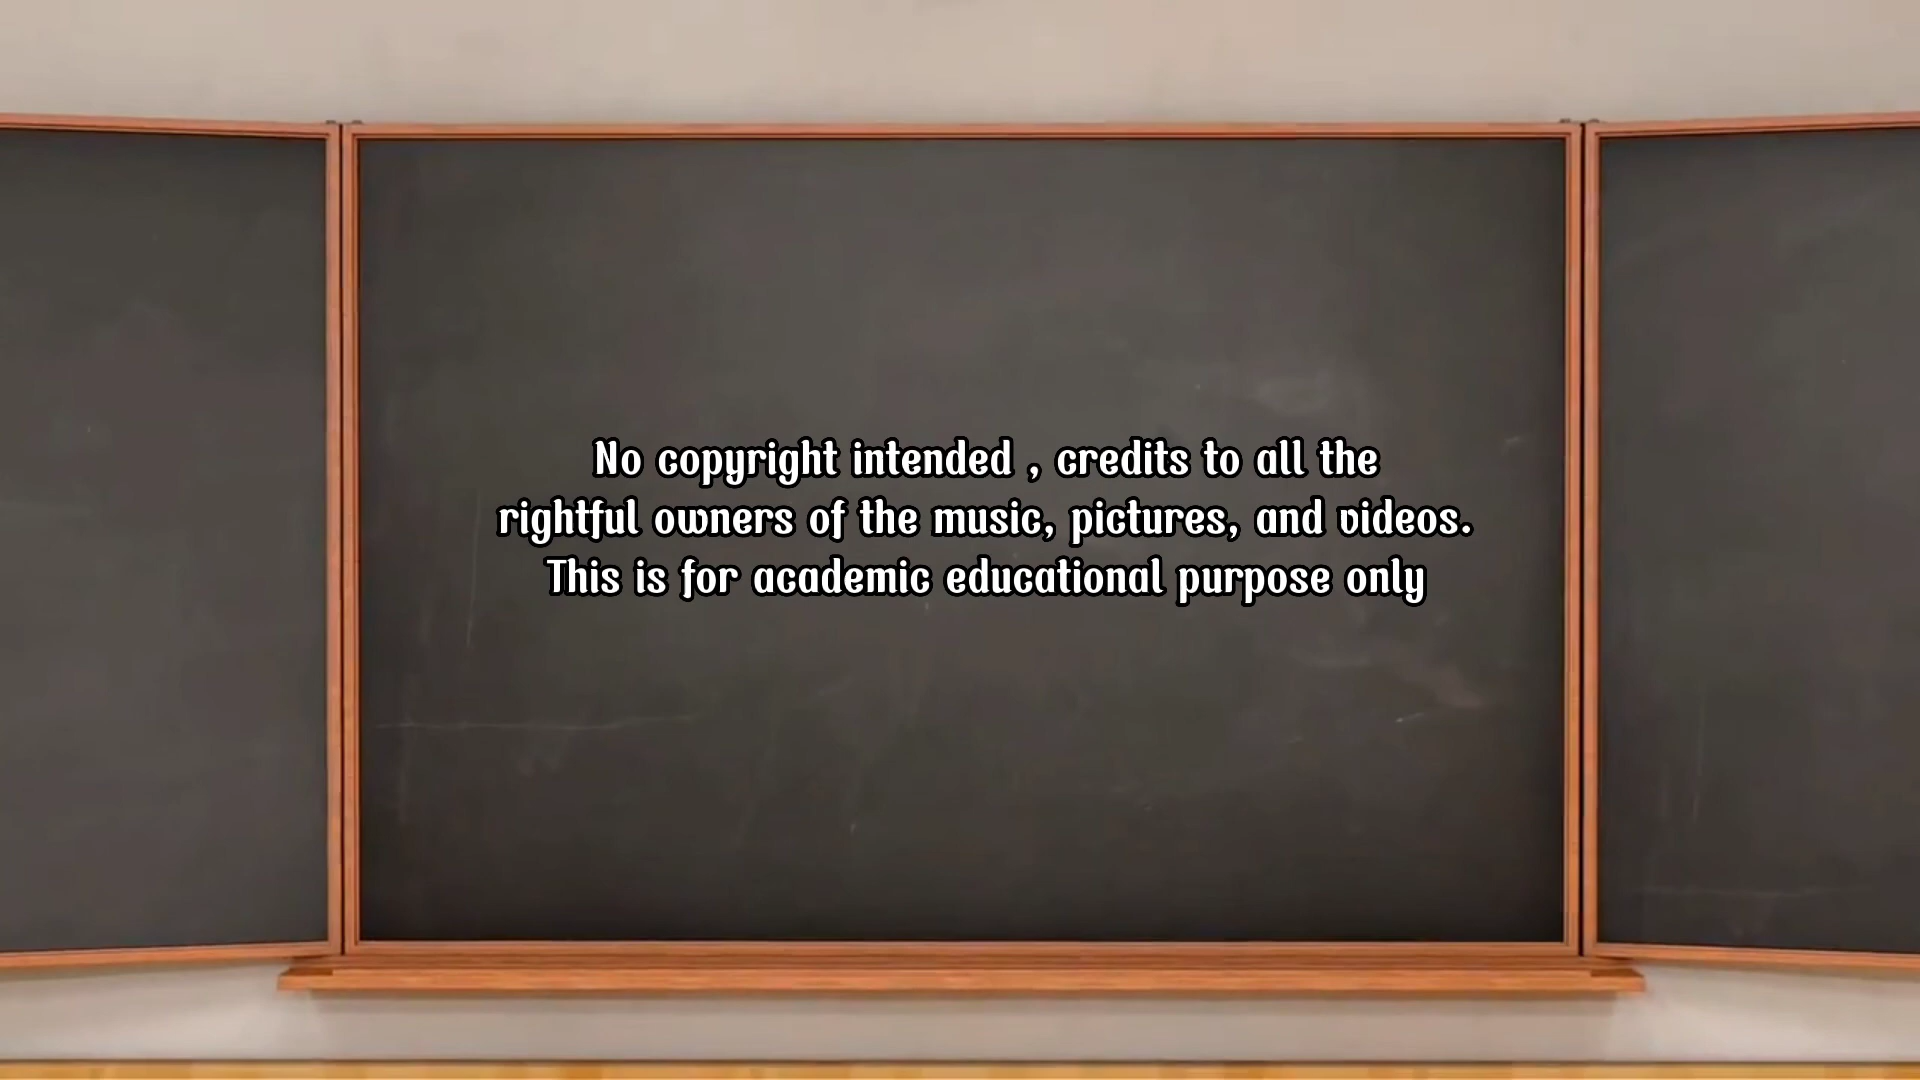 No copyright intended , credits to all the
rightful owners of the music, pictures, and videos.
This is for academic educational purpose only